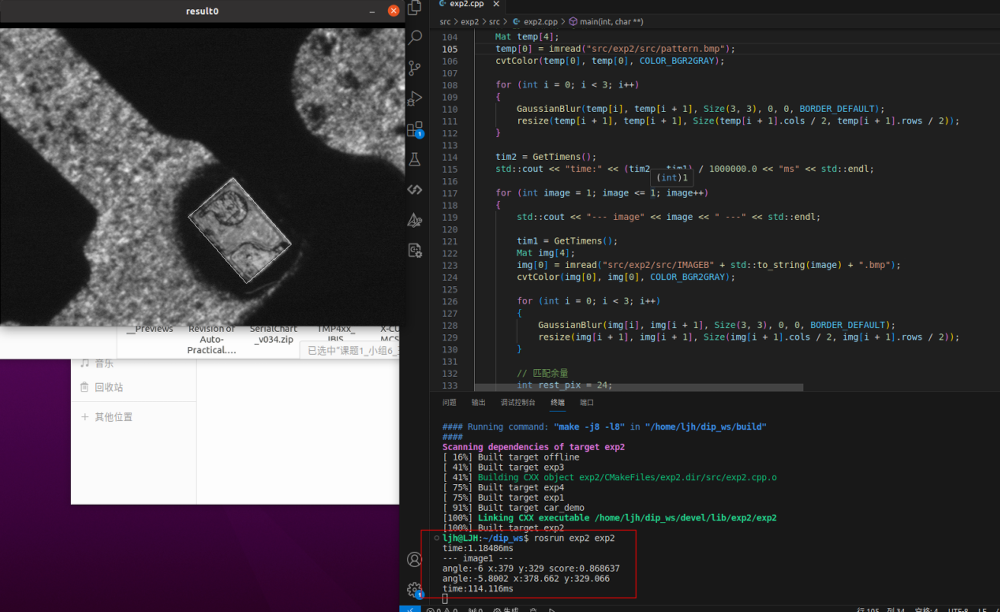 result0
exp2.cpp
src > exp2 > src > exp2.cpp > main(int, char **)
104 Mat temp[4];
105 temp[0] = imread("src/exp2/src/pattern.bmp");
106 cvtColor(temp[0], temp[0], COLOR_BGR2GRAY);
107
108 for (int i = 0; i < 3; i++)
109 {
110 GaussianBlur(temp[i], temp[i + 1], Size(3, 3), 0, 0, BORDER_DEFAULT);
111 resize(temp[i + 1], temp[i + 1], Size(temp[i + 1].cols / 2, temp[i + 1].rows / 2));
112 }
113
114 tim2 = GetTimens();
115 std::cout << "time:" << (tim2 - tim1) / 1000000.0 << "ms" << std::endl;
116
(int)1
117 for (int image = 1; image <= 1; image++)
118 {
119 std::cout << "--- image" << image << " ---" << std::endl;
120
121 tim1 = GetTimens();
122 Mat img[4];
123 img[0] = imread("src/exp2/src/IMAGEB" + std::to_string(image) + ".bmp");
124 cvtColor(img[0], img[0], COLOR_BGR2GRAY);
125
126 for (int i = 0; i < 3; i++)
127 {
128 GaussianBlur(img[i], img[i + 1], Size(3, 3), 0, 0, BORDER_DEFAULT);
129 resize(img[i + 1], img[i + 1], Size(img[i + 1].cols / 2, img[i + 1].rows / 2));
130 }
131
132 // 匹配余量
133 int rest_pix = 24;
1
__Previews
Revision of Auto-Practical....
SerialChart_v034.zip
TMP4xx_IBIS
X-CU
MCS
已选中“课题1_小组6_
音乐
回收站
其他位置
问题 输出 调试控制台 终端 端口
#### Running command: "make -j8 -l8" in "/home/ljh/dip_ws/build"
####
Scanning dependencies of target exp2
[ 16%] Built target offline
[ 41%] Built target exp3
[ 41%] Building CXX object exp2/CMakeFiles/exp2.dir/src/exp2.cpp.o
[ 75%] Built target exp4
[ 75%] Built target exp1
[ 91%] Built target car_demo
[100%] Linking CXX executable /home/ljh/dip_ws/devel/lib/exp2/exp2
[100%] Built target exp2
ljh@LJH:~/dip_ws$ rosrun exp2 exp2
time:1.18486ms
--- image1 ---
angle:-6 x:379 y:329 score:0.868637
angle:-5.8002 x:378.662 y:329.066
time:114.116ms
1
0 0 0 生成 行 105, 列 34 空格: 4 UTF-8 LF